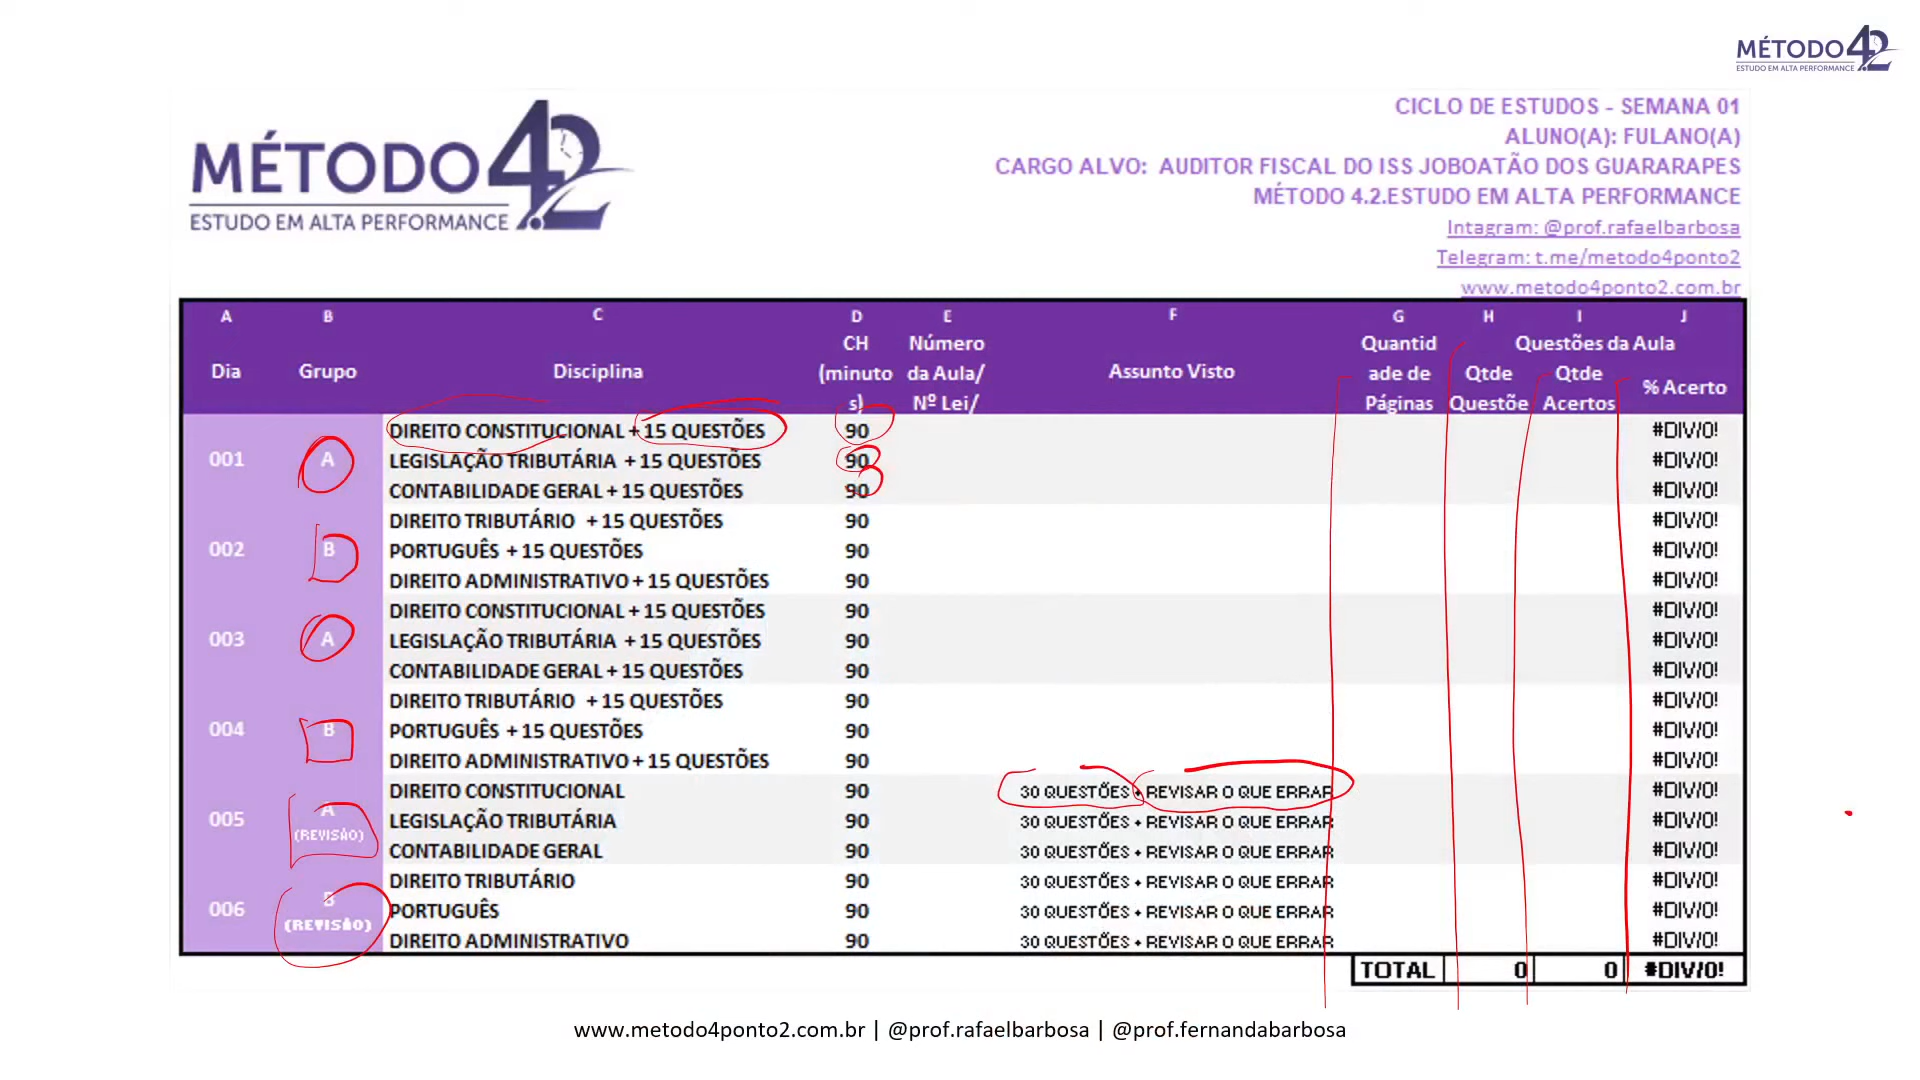 MÉTODO 4.2
ESTUDO EM ALTA PERFORMANCE
MÉTODO 4.2
ESTUDO EM ALTA PERFORMANCE
CICLO DE ESTUDOS - SEMANA 01
ALUNO(A): FULANO(A)
CARGO ALVO: AUDITOR FISCAL DO ISS JOBOATÃO DOS GUARARAPES
MÉTODO 4.2.ESTUDO EM ALTA PERFORMANCE
Intagram: @prof.rafaelbarbosa
Telegram: t.me/metodo4ponto2
www.metodo4ponto2.com.br
A B C D E F G H I J
Dia Grupo Disciplina CH (minutos) Número da Aula/ Nº Lei/ Assunto Visto Quantidade de Páginas Questões da Aula Qtde Questõe Qtde Acertos % Acerto
DIREITO CONSTITUCIONAL + 15 QUESTÕES 90 #DIV/0!
001 A LEGISLAÇÃO TRIBUTÁRIA + 15 QUESTÕES 90 #DIV/0!
CONTABILIDADE GERAL + 15 QUESTÕES 90 #DIV/0!
DIREITO TRIBUTÁRIO + 15 QUESTÕES 90 #DIV/0!
002 B PORTUGUÊS + 15 QUESTÕES 90 #DIV/0!
DIREITO ADMINISTRATIVO + 15 QUESTÕES 90 #DIV/0!
DIREITO CONSTITUCIONAL + 15 QUESTÕES 90 #DIV/0!
003 A LEGISLAÇÃO TRIBUTÁRIA + 15 QUESTÕES 90 #DIV/0!
CONTABILIDADE GERAL + 15 QUESTÕES 90 #DIV/0!
DIREITO TRIBUTÁRIO + 15 QUESTÕES 90 #DIV/0!
004 B PORTUGUÊS + 15 QUESTÕES 90 #DIV/0!
DIREITO ADMINISTRATIVO + 15 QUESTÕES 90 #DIV/0!
DIREITO CONSTITUCIONAL 90 30 QUESTÕES + REVISAR O QUE ERRAR #DIV/0!
005 A (REVISÃO) LEGISLAÇÃO TRIBUTÁRIA 90 30 QUESTÕES + REVISAR O QUE ERRAR #DIV/0!
CONTABILIDADE GERAL 90 30 QUESTÕES + REVISAR O QUE ERRAR #DIV/0!
DIREITO TRIBUTÁRIO 90 30 QUESTÕES + REVISAR O QUE ERRAR #DIV/0!
006 B (REVISÃO) PORTUGUÊS 90 30 QUESTÕES + REVISAR O QUE ERRAR #DIV/0!
DIREITO ADMINISTRATIVO 90 30 QUESTÕES + REVISAR O QUE ERRAR #DIV/0!
TOTAL 0 0 #DIV/0!
www.metodo4ponto2.com.br | @prof.rafaelbarbosa | @prof.fernandabarbosa